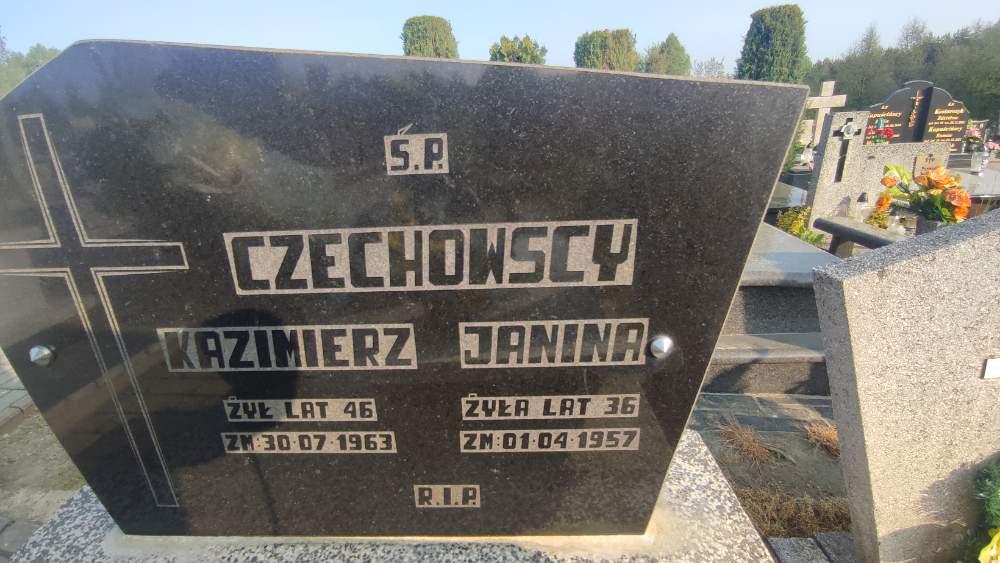 Ś.P.
CZECHOWSCY
KAZIMIERZ JANINA
ŻYŁ LAT 46 ŻYŁA LAT 36
ZM·30·07·1963 ZM:01·04·1957
R.I.P.